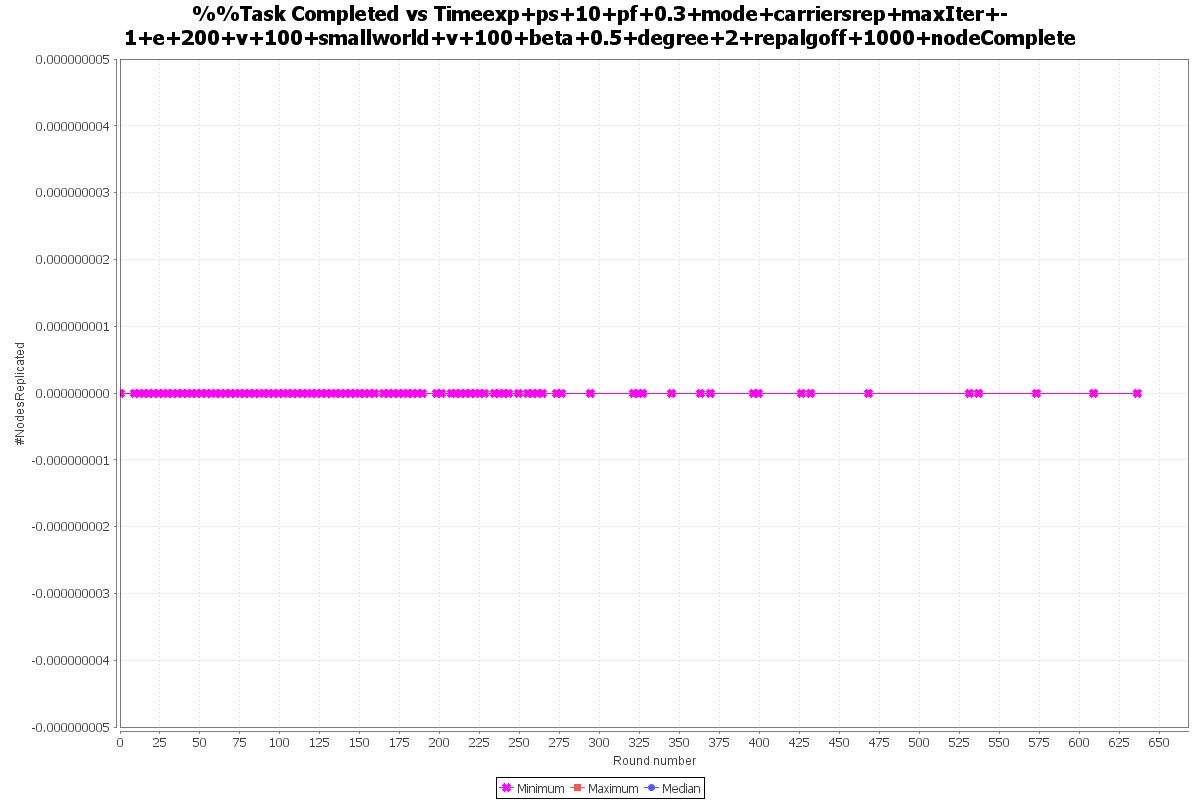 %%Task Completed vs Timeexp+ps+10+pf+0.3+mode+carriersrep+maxIter+-
1+e+200+v+100+smallworld+v+100+beta+0.5+degree+2+repalgoff+1000+nodeComplete
0.000000005
0.000000004
0.000000003
0.000000002
0.000000001
0.000000000
-0.000000001
-0.000000002
-0.000000003
-0.000000004
-0.000000005
#NodesReplicated
0 25 50 75 100 125 150 175 200 225 250 275 300 325 350 375 400 425 450 475 500 525 550 575 600 625 650
Round number
Minimum Maximum Median